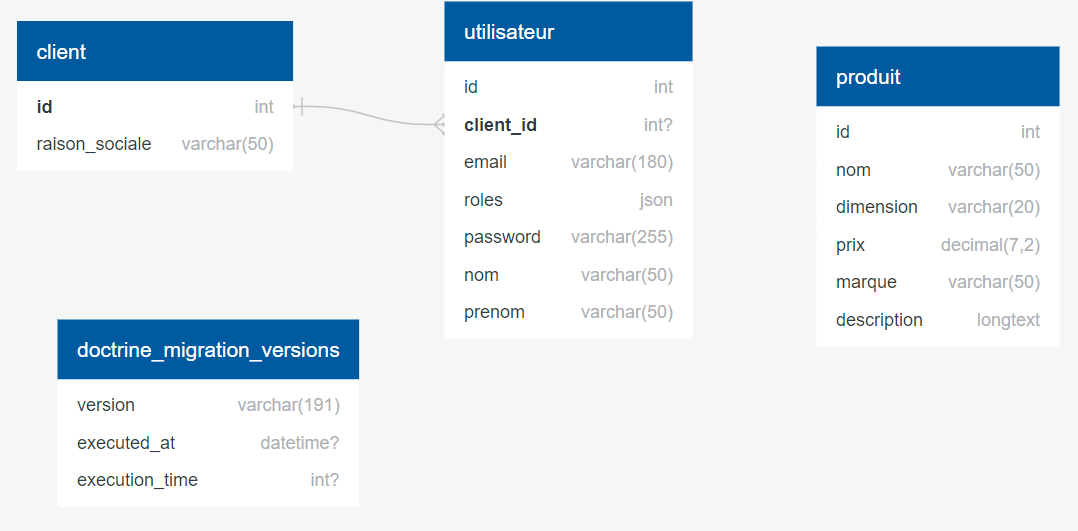 client
id int
raison_sociale varchar(50)
utilisateur
id int
client_id int?
email varchar(180)
roles json
password varchar(255)
nom varchar(50)
prenom varchar(50)
produit
id int
nom varchar(50)
dimension varchar(20)
prix decimal(7,2)
marque varchar(50)
description longtext
doctrine_migration_versions
version varchar(191)
executed_at datetime?
execution_time int?